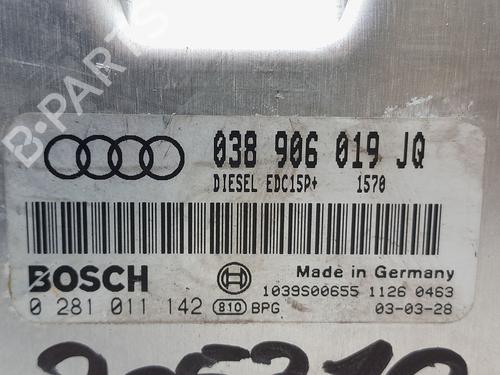 B-PARTS
038 906 019 JQ
DIESEL EDC15P+ 1570
BOSCH
Made in Germany
1039S00655 1126 0463
0 281 011 142 810 BPG 03-03-28